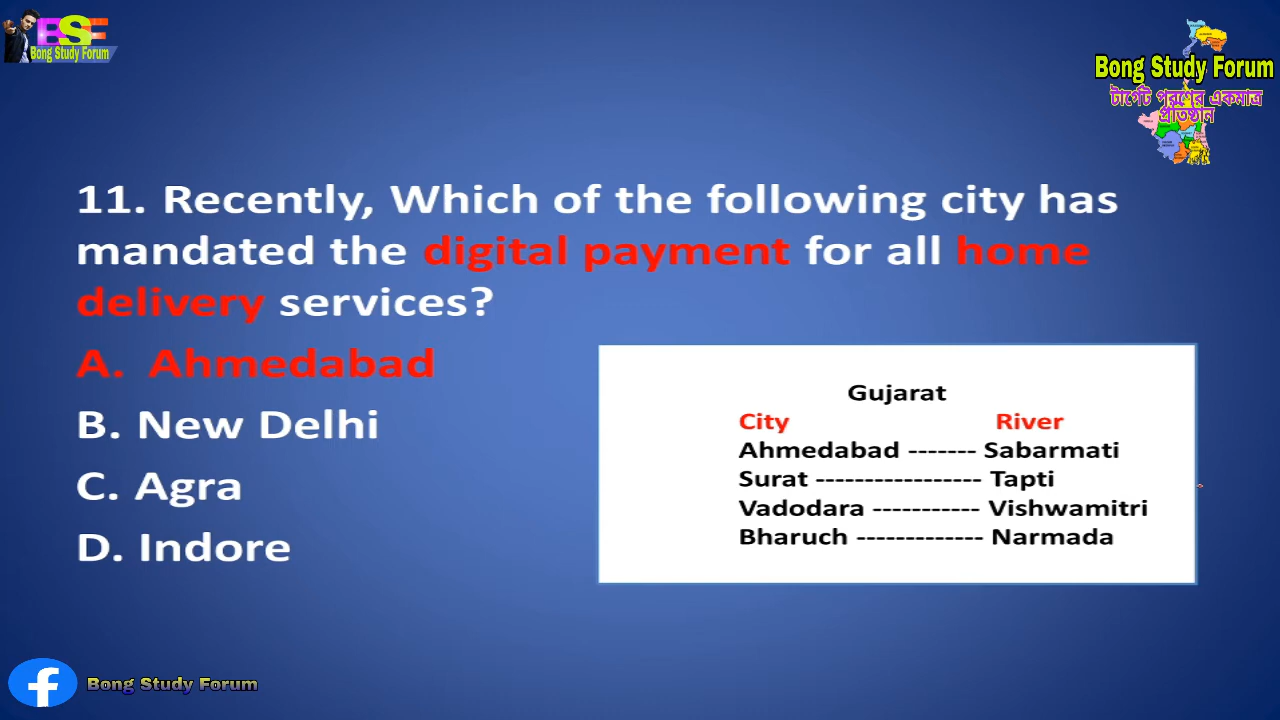 BSF
Bong Study Forum
Bong Study Forum
টার্গেট পূরণের একমাত্র
প্রতিষ্ঠান
11. Recently, Which of the following city has
mandated the digital payment for all home
delivery services?
A. Ahmedabad
B. New Delhi
C. Agra
D. Indore
Gujarat
City River
Ahmedabad ------- Sabarmati
Surat ----------------- Tapti
Vadodara ----------- Vishwamitri
Bharuch ------------- Narmada
f Bong Study Forum